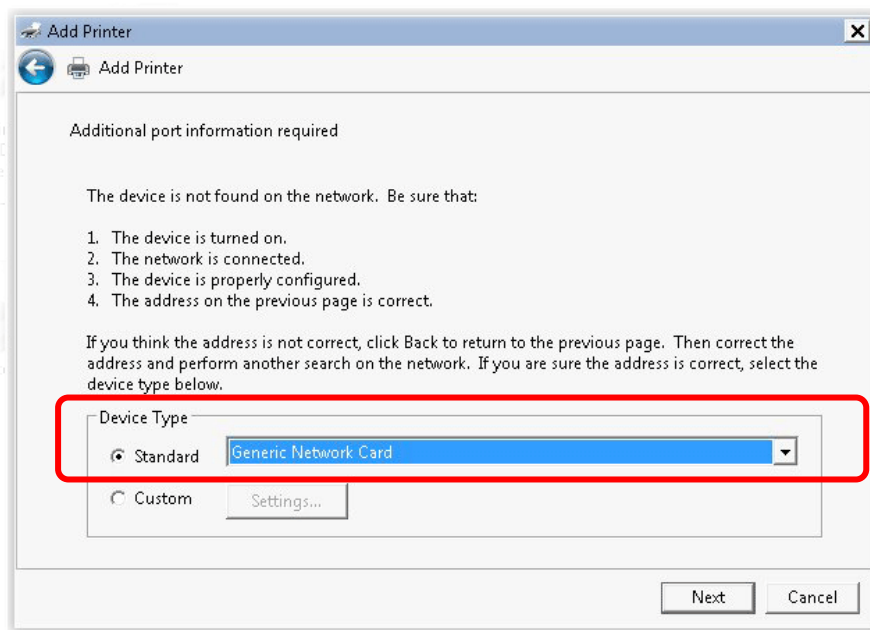 Add Printer
Add Printer
Additional port information required
The device is not found on the network. Be sure that:
1. The device is turned on.
2. The network is connected.
3. The device is properly configured.
4. The address on the previous page is correct.
If you think the address is not correct, click Back to return to the previous page. Then correct the
address and perform another search on the network. If you are sure the address is correct, select the
device type below.
Device Type
Standard Generic Network Card
Custom Settings...
Next Cancel